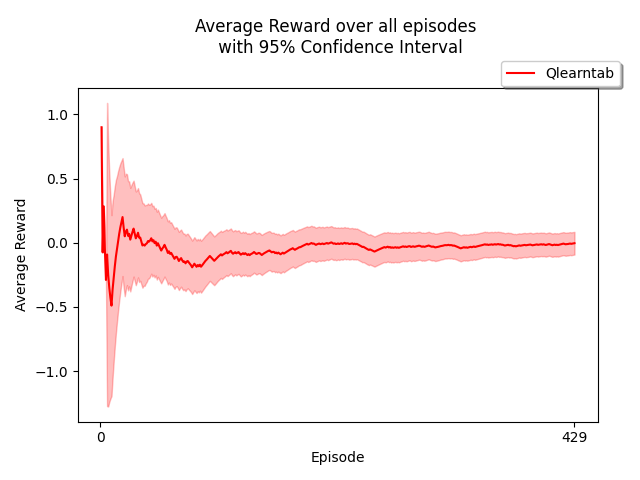 Average Reward over all episodes
with 95% Confidence Interval
Qlearntab
1.0
0.5
0.0
−0.5
−1.0
Average Reward
0
429
Episode